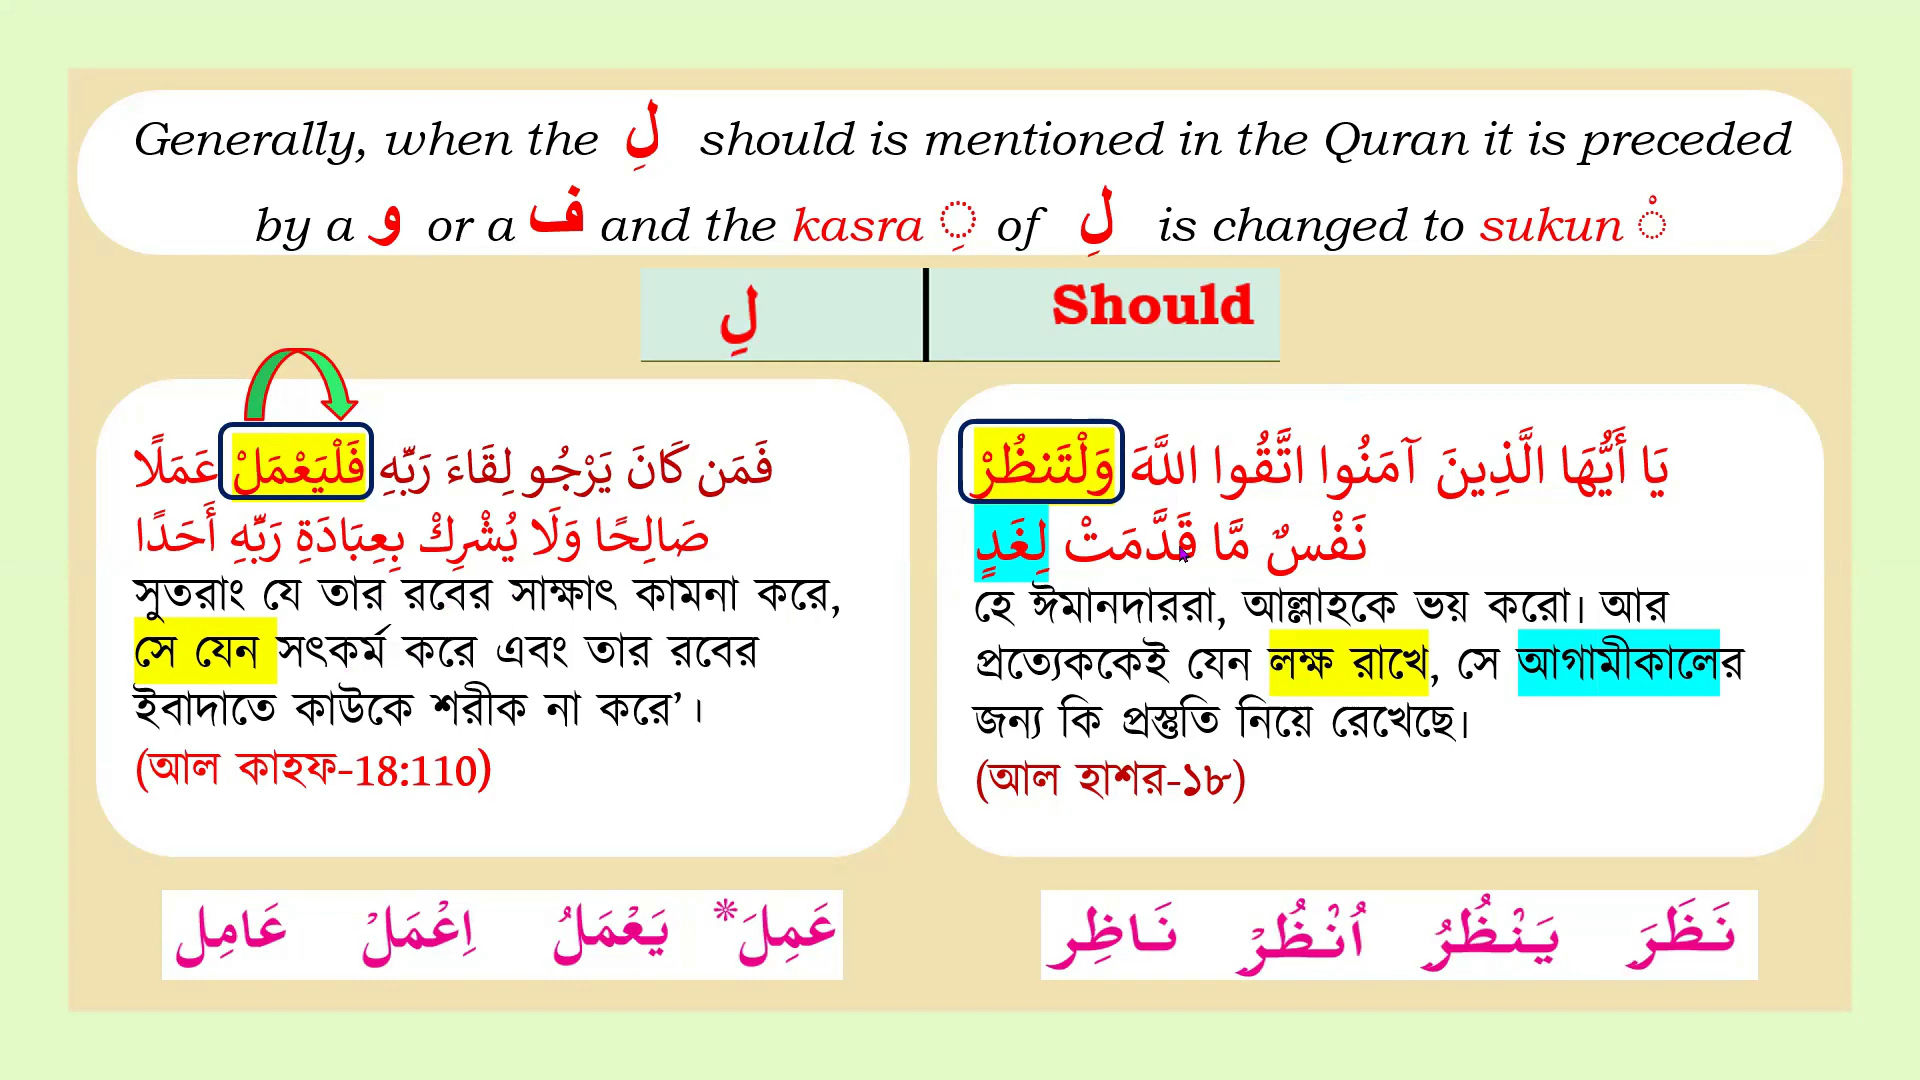 Generally, when the لِ should is mentioned in the Quran it is preceded
by a و or a ف and the kasra ◌ِ of لِ is changed to sukun ◌ْ
لِ Should
فَمَن كَانَ يَرْجُو لِقَاءَ رَبِّهِ فَلْيَعْمَلْ عَمَلًا
صَالِحًا وَلَا يُشْرِكْ بِعِبَادَةِ رَبِّهِ أَحَدًا
সুতরাং যে তার রবের সাক্ষাৎ কামনা করে,
সে যেন সৎকর্ম করে এবং তার রবের
ইবাদাতে কাউকে শরীক না করে’।
(আল কাহফ-18:110)
يَا أَيُّهَا الَّذِينَ آمَنُوا اتَّقُوا اللَّهَ وَلْتَنظُرْ
نَفْسٌ مَّا قَدَّمَتْ لِغَدٍ
হে ঈমানদাররা, আল্লাহকে ভয় করো। আর
প্রত্যেককেই যেন লক্ষ রাখে, সে আগামীকালের
জন্য কি প্রস্তুতি নিয়ে রেখেছে।
(আল হাশর-১৮)
عَمِلَ* يَعْمَلُ اِعْمَلْ عَامِل
نَظَرَ يَنْظُرُ اُنْظُرْ نَاظِر